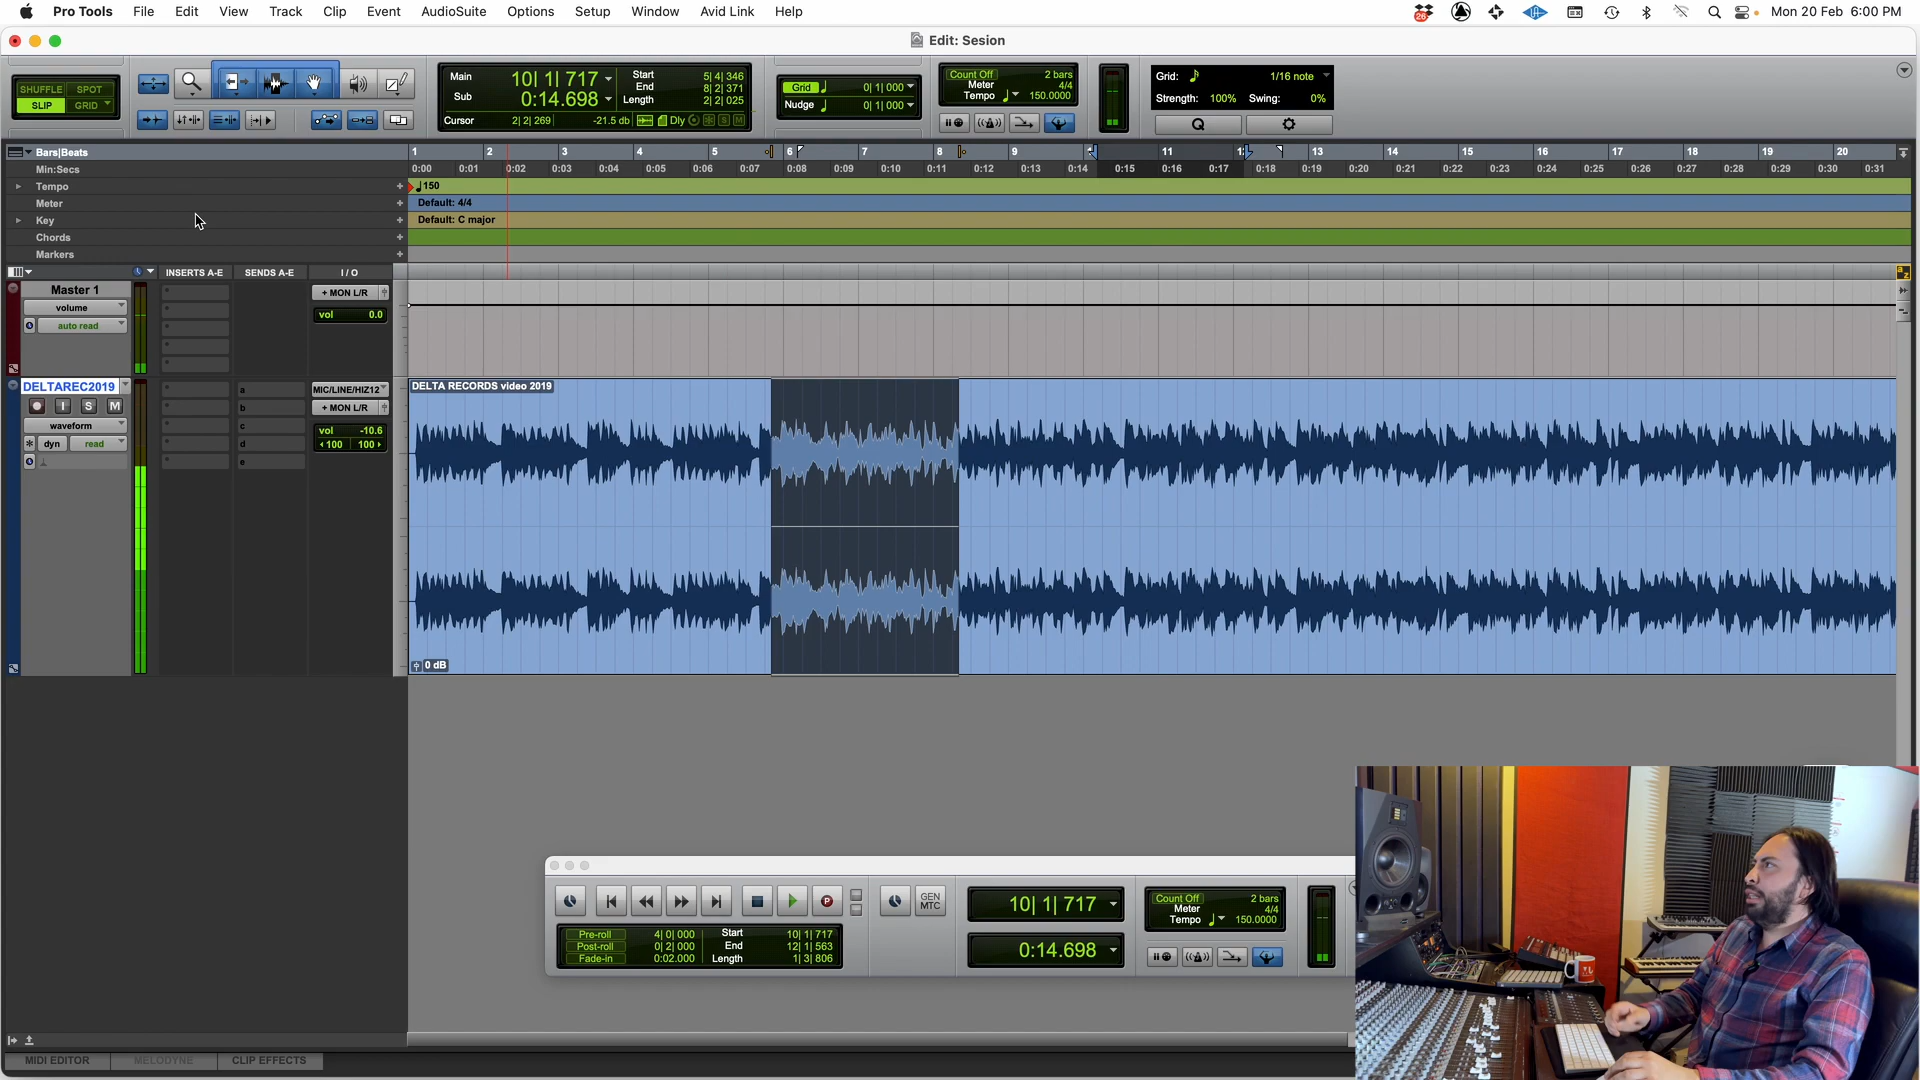 Pro Tools File Edit View Track Clip Event AudioSuite Options Setup Window Avid Link Help 26 Mon 20 Feb 6:00 PM
Edit: Sesion
SHUFFLE SPOT
SLIP GRID
Main 10| 1| 717
Sub 0:14.698
Start 5| 4| 346
End 8| 2| 371
Length 2| 2| 025
Cursor 2| 2| 269 -21.5 db Dly S M
Grid 0| 1| 000
Nudge 0| 1| 000
Count Off 2 bars
Meter 4/4
Tempo 150.0000
Grid: 1/16 note
Strength: 100% Swing: 0%
Q
Bars|Beats 1 2 3 4 5 6 7 8 9 11 13 14 15 16 17 18 19 20
Min:Secs 0:00 0:01 0:02 0:03 0:04 0:05 0:06 0:07 0:08 0:09 0:10 0:11 0:12 0:13 0:14 0:15 0:16 0:17 0:18 0:19 0:20 0:21 0:22 0:23 0:24 0:25 0:26 0:27 0:28 0:29 0:30 0:31
Tempo + 150
Meter + Default: 4/4
Key + Default: C major
Chords +
Markers +
INSERTS A-E SENDS A-E I / O
a z
Master 1
+ MON L/R
volume
vol 0.0
auto read
DELTAREC2019
DELTA RECORDS video 2019
a MIC/LINE/HIZ12
I S M
b + MON L/R
waveform
c
vol -10.6
dyn read
d
100 100
e
0 dB
GEN
MTC
10| 1| 717
0:14.698
Count Off 2 bars
Meter 4/4
Tempo 150.0000
Pre-roll 4| 0| 000
Post-roll 0| 2| 000
Fade-in 0:02.000
Start 10| 1| 717
End 12| 1| 563
Length 1| 3| 806
MIDI EDITOR MELODYNE CLIP EFFECTS